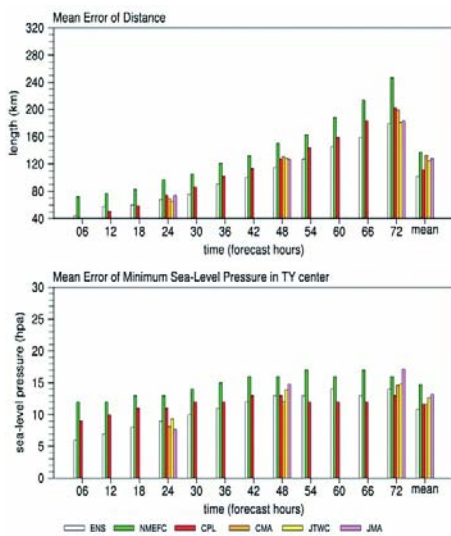 Mean Error of Distance
320
280
240
200
160
120
80
40
length (km)
06 12 18 24 30 36 42 48 54 60 66 72 mean
time (forecast hours)
Mean Error of Minimum Sea-Level Pressure in TY center
30
25
20
15
10
5
0
sea-level pressure (hpa)
06 12 18 24 30 36 42 48 54 60 66 72 mean
time (forecast hours)
ENS NMEFC CPL CMA JTWC JMA